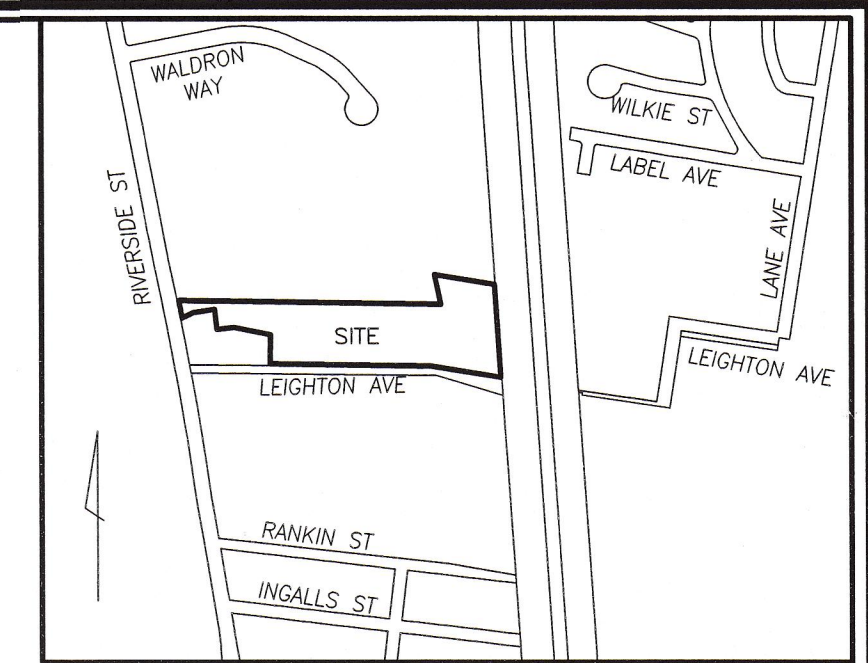 WALDRON
WAY
WILKIE ST
LABEL AVE
RIVERSIDE ST
LANE AVE
SITE
LEIGHTON AVE
LEIGHTON AVE
RANKIN ST
INGALLS ST